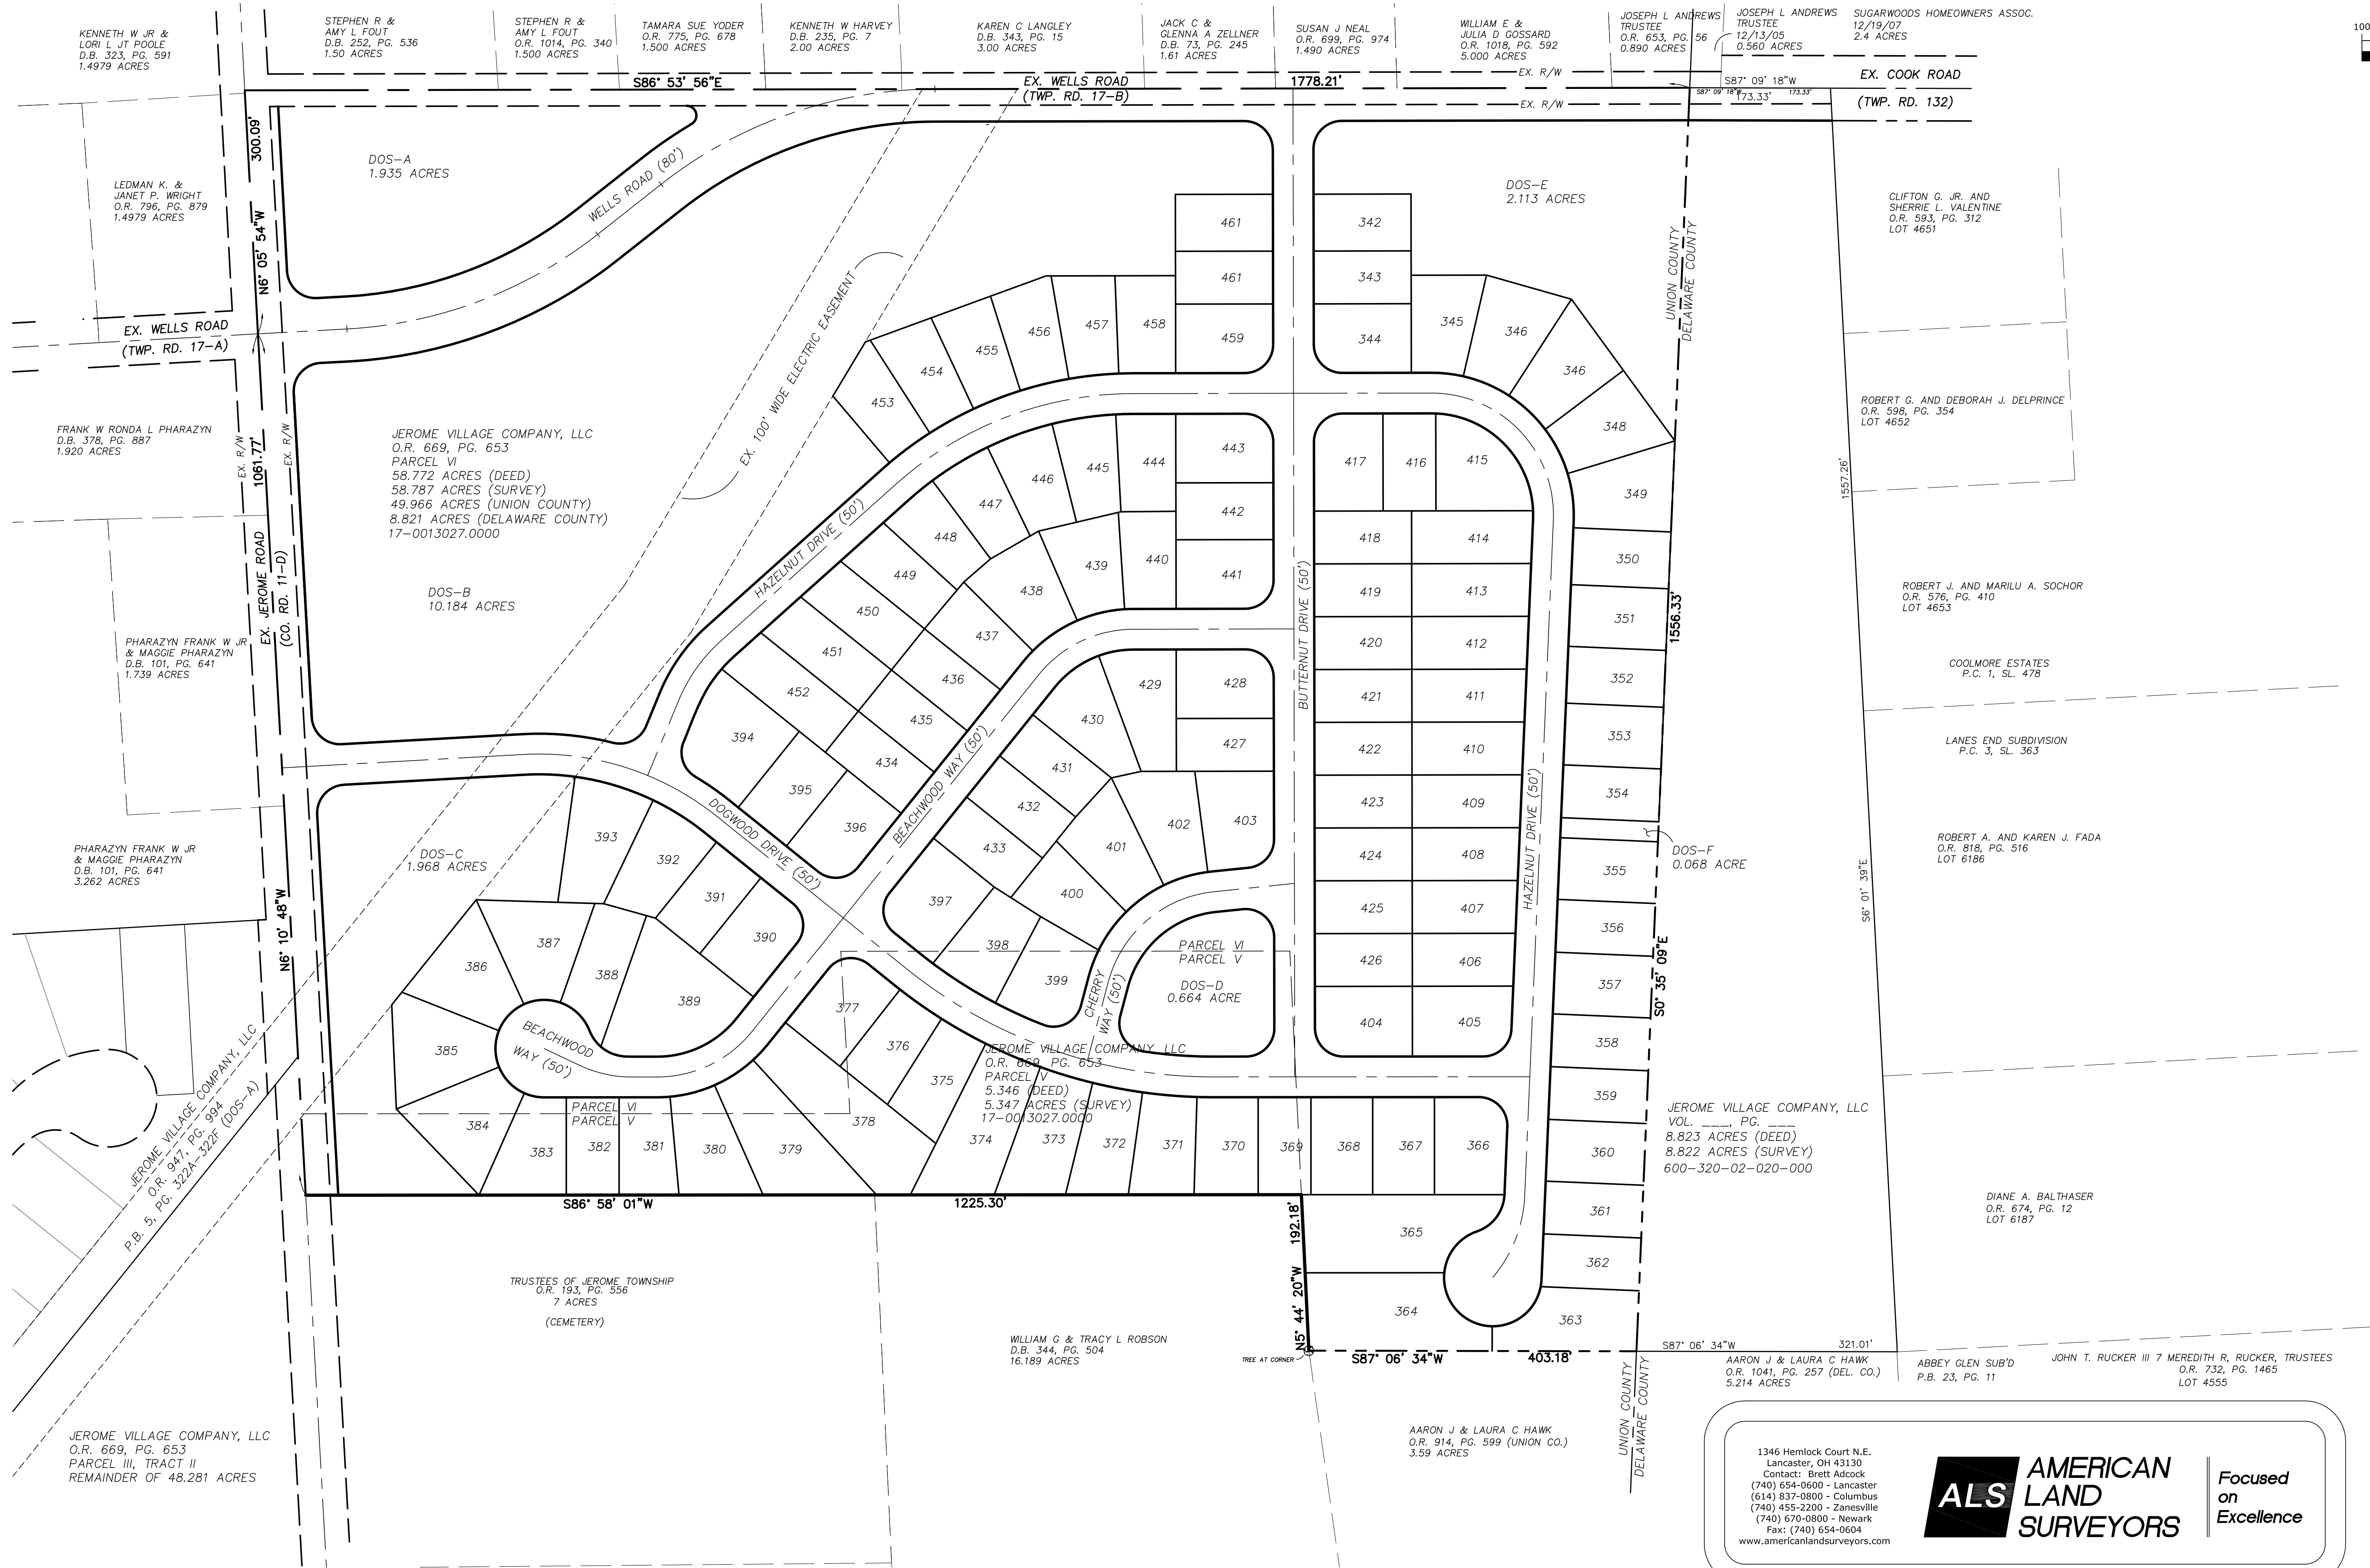 KENNETH W JR &
LORI L JT POOLE
D.B. 323, PG. 591
1.4979 ACRES
STEPHEN R &
AMY L FOUT
D.B. 252, PG. 536
1.50 ACRES
STEPHEN R &
AMY L FOUT
O.R. 1014, PG. 340
1.500 ACRES
TAMARA SUE YODER
O.R. 775, PG. 678
1.500 ACRES
KENNETH W HARVEY
D.B. 235, PG. 7
2.00 ACRES
KAREN C LANGLEY
D.B. 343, PG. 15
3.00 ACRES
JACK C &
GLENNA A ZELLNER
D.B. 73, PG. 245
1.61 ACRES
SUSAN J NEAL
O.R. 699, PG. 974
1.490 ACRES
WILLIAM E &
JULIA D GOSSARD
O.R. 1018, PG. 592
5.000 ACRES
JOSEPH L ANDREWS
TRUSTEE
O.R. 653, PG. 56
0.890 ACRES
JOSEPH L ANDREWS
TRUSTEE
12/13/05
0.560 ACRES
SUGARWOODS HOMEOWNERS ASSOC.
12/19/07
2.4 ACRES
100
S86° 53' 56"E
EX. WELLS ROAD
(TWP. RD. 17-B)
1778.21'
EX. R/W
EX. R/W
S87° 09' 18"W
S87° 09' 18"W
173.33'
173.33'
EX. COOK ROAD
(TWP. RD. 132)
300.09'
N6° 05' 54"W
DOS-A
1.935 ACRES
WELLS ROAD (80')
DOS-E
2.113 ACRES
LEDMAN K. &
JANET P. WRIGHT
O.R. 796, PG. 879
1.4979 ACRES
CLIFTON G. JR. AND
SHERRIE L. VALENTINE
O.R. 593, PG. 312
LOT 4651
UNION COUNTY
DELAWARE COUNTY
EX. WELLS ROAD
(TWP. RD. 17-A)
EX. 100' WIDE ELECTRIC EASEMENT
461
342
461
343
459
344
458
457
456
455
454
453
345
346
346
348
349
FRANK W RONDA L PHARAZYN
D.B. 378, PG. 887
1.920 ACRES
EX. R/W
1061.77'
EX. R/W
JEROME VILLAGE COMPANY, LLC
O.R. 669, PG. 653
PARCEL VI
58.772 ACRES (DEED)
58.787 ACRES (SURVEY)
49.966 ACRES (UNION COUNTY)
8.821 ACRES (DELAWARE COUNTY)
17-0013027.0000
ROBERT G. AND DEBORAH J. DELPRINCE
O.R. 598, PG. 354
LOT 4652
1557.26'
HAZELNUT DRIVE (50')
443
444
445
446
447
448
449
450
451
452
442
441
440
439
438
437
436
435
434
417
416
415
418
414
419
413
420
412
421
411
422
410
423
409
424
408
425
407
426
406
404
405
BUTTERNUT DRIVE (50')
HAZELNUT DRIVE (50')
350
351
352
353
354
355
356
357
358
359
360
361
362
363
1556.33'
S0° 35' 09"E
DOS-F
0.068 ACRE
DOS-B
10.184 ACRES
EX. JEROME ROAD
(CO. RD. 11-D)
PHARAZYN FRANK W JR
& MAGGIE PHARAZYN
D.B. 101, PG. 641
1.739 ACRES
ROBERT J. AND MARILU A. SOCHOR
O.R. 576, PG. 410
LOT 4653
COOLMORE ESTATES
P.C. 1, SL. 478
LANES END SUBDIVISION
P.C. 3, SL. 363
ROBERT A. AND KAREN J. FADA
O.R. 818, PG. 516
LOT 6186
S6° 01' 39"E
PHARAZYN FRANK W JR
& MAGGIE PHARAZYN
D.B. 101, PG. 641
3.262 ACRES
N6° 10' 48"W
DOS-C
1.968 ACRES
DOGWOOD DRIVE (50')
BEACHWOOD WAY (50')
394
395
396
428
429
427
430
431
432
433
403
402
401
400
397
398
399
393
392
391
390
387
386
388
389
385
BEACHWOOD
WAY (50')
CHERRY
WAY (50')
PARCEL VI
PARCEL V
DOS-D
0.664 ACRE
377
376
375
378
JEROME VILLAGE COMPANY, LLC
O.R. 669, PG. 653
PARCEL V
5.346 (DEED)
5.347 ACRES (SURVEY)
17-0013027.0000
PARCEL VI
PARCEL V
384
383
382
381
380
379
374
373
372
371
370
369
368
367
366
365
364
JEROME VILLAGE COMPANY, LLC
O.R. 947, PG. 994
P.B. 5, PG. 322A-322F (DOS-A)
S86° 58' 01"W
1225.30'
192.18'
N5° 44' 20"W
TREE AT CORNER
S87° 06' 34"W
403.18'
S87° 06' 34"W
321.01'
JEROME VILLAGE COMPANY, LLC
VOL. ___, PG. ___
8.823 ACRES (DEED)
8.822 ACRES (SURVEY)
600-320-02-020-000
DIANE A. BALTHASER
O.R. 674, PG. 12
LOT 6187
TRUSTEES OF JEROME TOWNSHIP
O.R. 193, PG. 556
7 ACRES
(CEMETERY)
WILLIAM G & TRACY L ROBSON
D.B. 344, PG. 504
16.189 ACRES
AARON J & LAURA C HAWK
O.R. 1041, PG. 257 (DEL. CO.)
5.214 ACRES
ABBEY GLEN SUB'D
P.B. 23, PG. 11
JOHN T. RUCKER III 7 MEREDITH R, RUCKER, TRUSTEES
O.R. 732, PG. 1465
LOT 4555
UNION COUNTY
DELAWARE COUNTY
AARON J & LAURA C HAWK
O.R. 914, PG. 599 (UNION CO.)
3.59 ACRES
JEROME VILLAGE COMPANY, LLC
O.R. 669, PG. 653
PARCEL III, TRACT II
REMAINDER OF 48.281 ACRES
1346 Hemlock Court N.E.
Lancaster, OH 43130
Contact: Brett Adcock
(740) 654-0600 - Lancaster
(614) 837-0800 - Columbus
(740) 455-2200 - Zanesville
(740) 670-0800 - Newark
Fax: (740) 654-0604
www.americanlandsurveyors.com
ALS
AMERICAN
LAND
SURVEYORS
Focused
on
Excellence